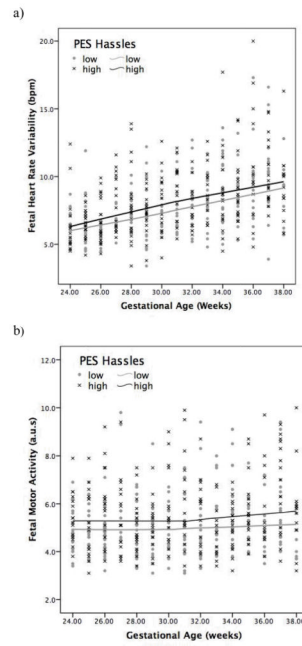 a)
PES Hassles
low low
high high
20.0
15.0
10.0
5.0
Fetal Heart Rate Variability (bpm)
24.00 26.00 28.00 30.00 32.00 34.00 36.00 38.00
Gestational Age (Weeks)
b)
12.0
PES Hassles
low low
high high
10.0
8.0
6.0
4.0
2.0
Fetal Motor Activity (a.u.s)
24.00 26.00 28.00 30.00 32.00 34.00 36.00 38.00
Gestational Age (weeks)